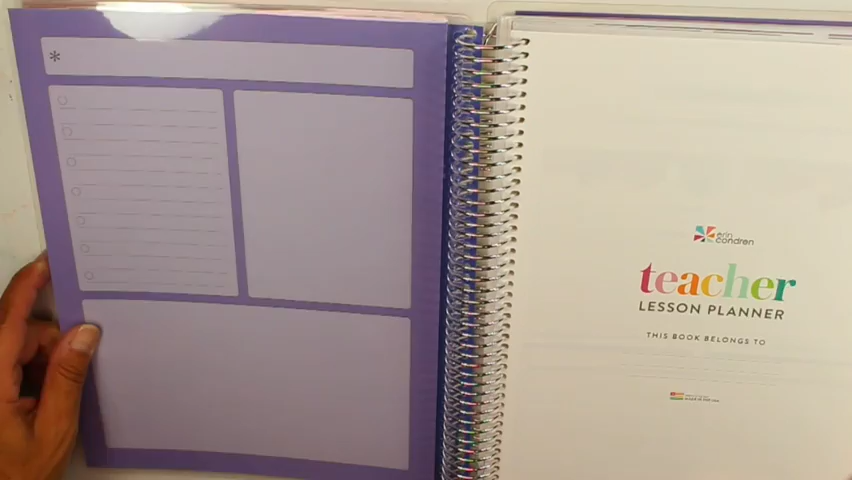 *
erin
condren
teacher
LESSON PLANNER
THIS BOOK BELONGS TO